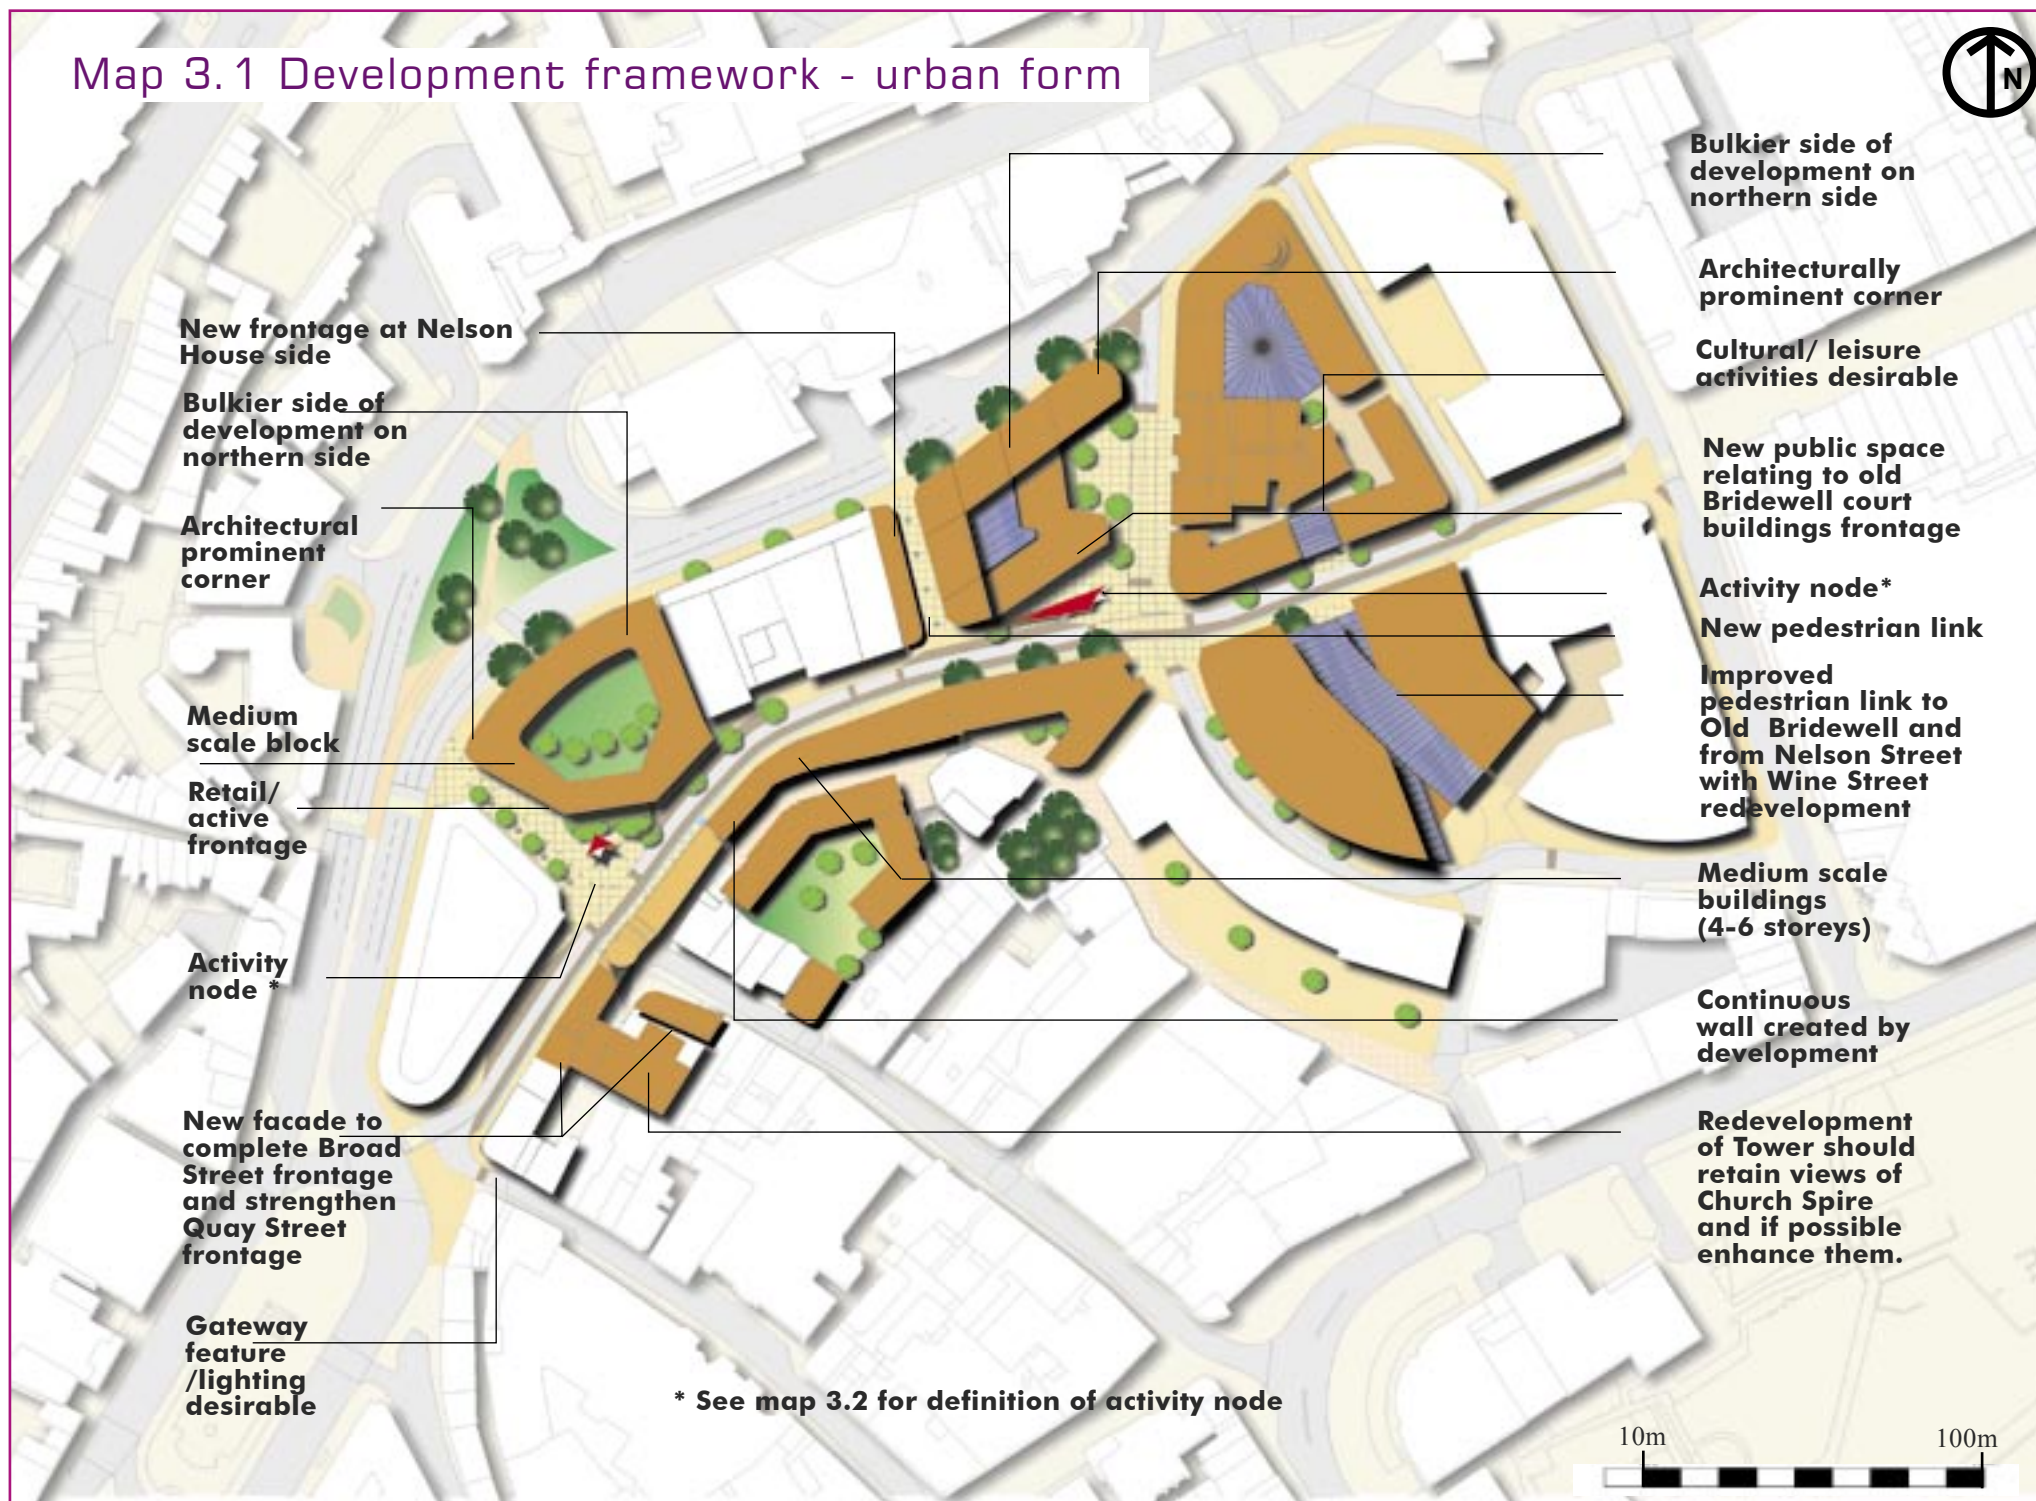 Map 3.1 Development framework - urban form
N
New frontage at Nelson
House side
Bulkier side of
development on
northern side
Architectural
prominent
corner
Medium
scale block
Retail/
active
frontage
Activity
node *
New facade to
complete Broad
Street frontage
and strengthen
Quay Street
frontage
Gateway
feature
/lighting
desirable
Bulkier side of
development on
northern side
Architecturally
prominent corner
Cultural/ leisure
activities desirable
New public space
relating to old
Bridewell court
buildings frontage
Activity node*
New pedestrian link
Improved
pedestrian link to
Old Bridewell and
from Nelson Street
with Wine Street
redevelopment
Medium scale
buildings
(4-6 storeys)
Continuous
wall created by
development
Redevelopment
of Tower should
retain views of
Church Spire
and if possible
enhance them.
* See map 3.2 for definition of activity node
10m 100m